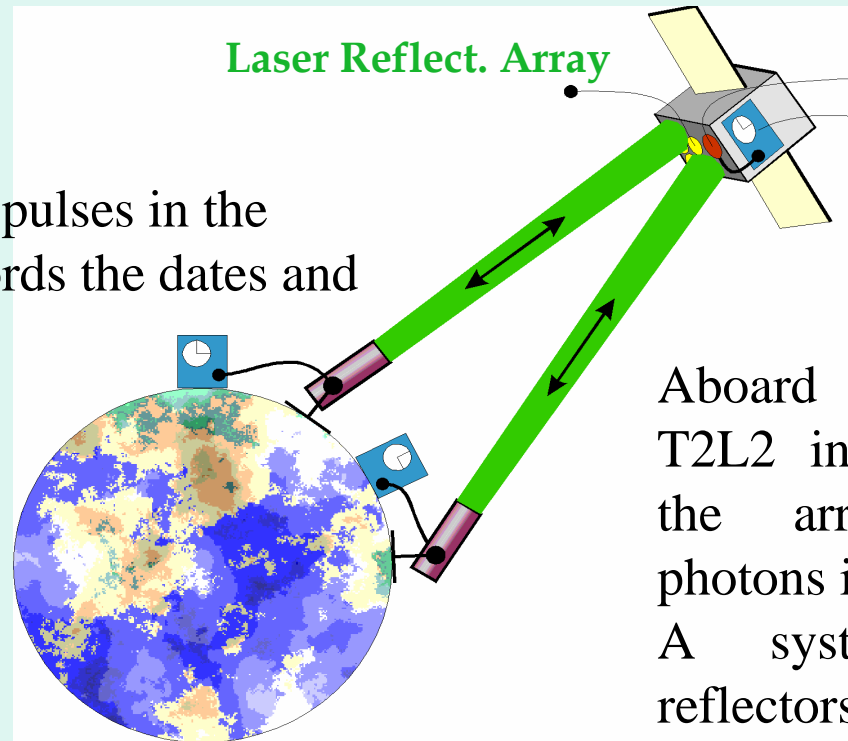 Laser Reflect. Array
pulses in the
rds the dates and
Aboard
T2L2 in
the arr
photons i
A syst
reflectors